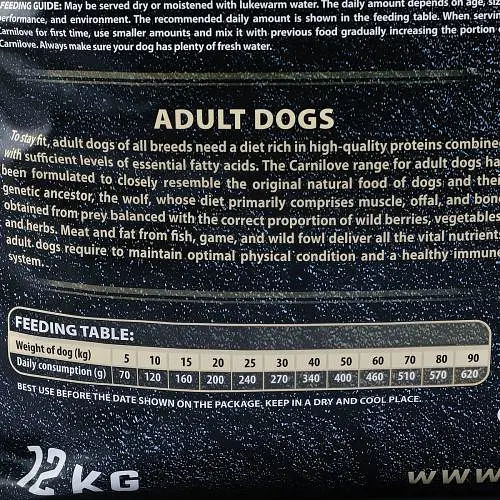 FEEDING GUIDE: May be served dry or moistened with lukewarm water. The daily amount depends on age, siz
performance, and environment. The recommended daily amount is shown in the feeding table. When servin
Carnilove for first time, use smaller amounts and mix it with previous food gradually increasing the portion o
Carnilove. Always make sure your dog has plenty of fresh water.
ADULT DOGS
To stay fit, adult dogs of all breeds need a diet rich in high-quality proteins combine
with sufficient levels of essential fatty acids. The Carnilove range for adult dogs ha
been formulated to closely resemble the original natural food of dogs and thei
genetic ancestor, the wolf, whose diet primarily comprises muscle, offal, and bon
obtained from prey balanced with the correct proportion of wild berries, vegetables
and herbs. Meat and fat from fish, game, and wild fowl deliver all the vital nutrient
adult dogs require to maintain optimal physical condition and a healthy immune
system.
FEEDING TABLE:
Weight of dog (kg) 5 10 15 20 25 30 40 50 60 70 80 90
Daily consumption (g) 70 120 160 200 240 270 340 400 460 510 570 620
BEST USE BEFORE THE DATE SHOWN ON THE PACKAGE. KEEP IN A DRY AND COOL PLACE.
12 KG
www